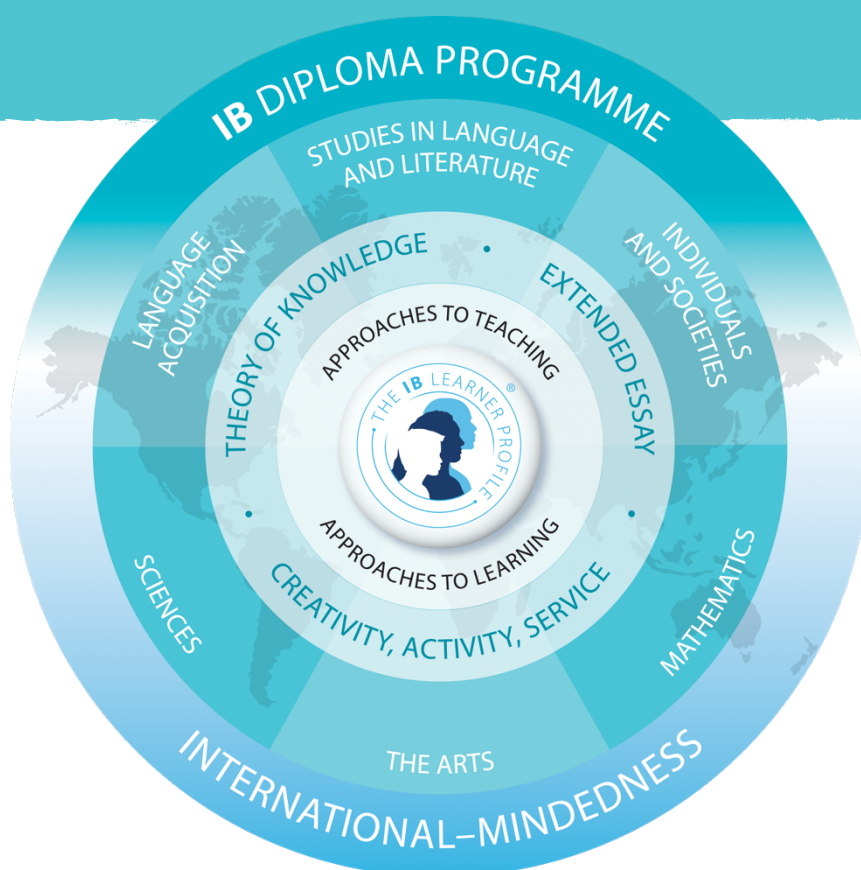 IB DIPLOMA PROGRAMME
STUDIES IN LANGUAGE
AND LITERATURE
LANGUAGE
ACQUISITION
INDIVIDUALS
AND SOCIETIES
THEORY OF KNOWLEDGE
EXTENDED ESSAY
APPROACHES TO TEACHING
THE IB LEARNER PROFILE
®
APPROACHES TO LEARNING
CREATIVITY, ACTIVITY, SERVICE
SCIENCES
MATHEMATICS
THE ARTS
INTERNATIONAL–MINDEDNESS